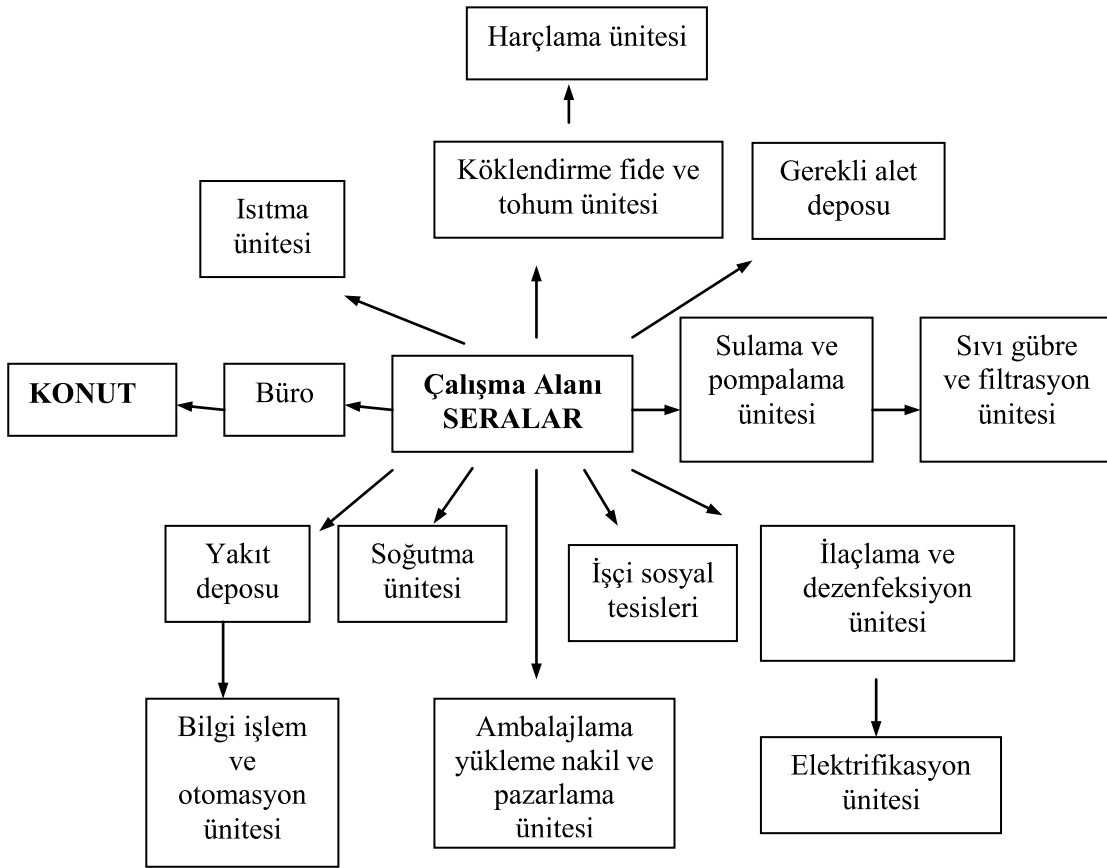 Harçlama ünitesi
Köklendirme fide ve
tohum ünitesi
Gerekli alet
deposu
Isıtma
ünitesi
KONUT
Büro
Çalışma Alanı
SERALAR
Sulama ve
pompalama
ünitesi
Sıvı gübre
ve filtrasyon
ünitesi
Yakıt
deposu
Soğutma
ünitesi
İşçi sosyal
tesisleri
İlaçlama ve
dezenfeksiyon
ünitesi
Bilgi işlem
ve
otomasyon
ünitesi
Ambalajlama
yükleme nakil ve
pazarlama
ünitesi
Elektrifikasyon
ünitesi